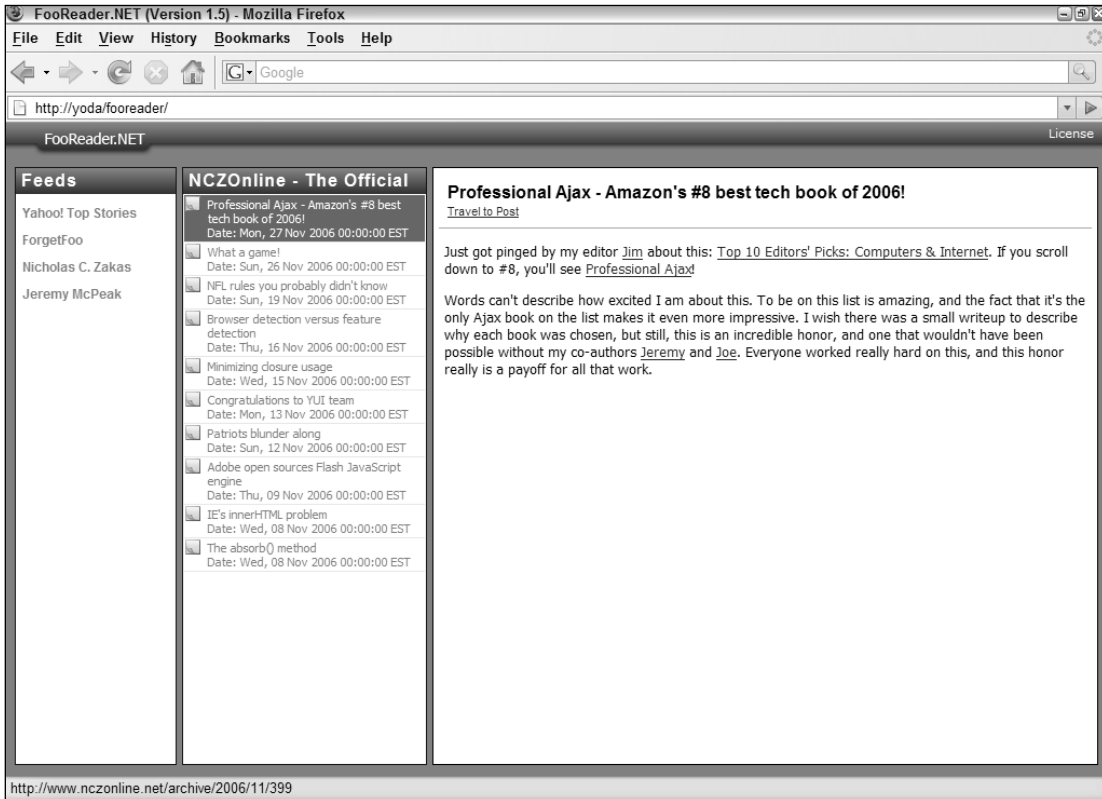 FooReader.NET (Version 1.5) - Mozilla Firefox
File Edit View History Bookmarks Tools Help
G Google
http://yoda/fooreader/
FooReader.NET
License
Feeds
Yahoo! Top Stories
ForgetFoo
Nicholas C. Zakas
Jeremy McPeak
NCZOnline - The Official
Professional Ajax - Amazon's #8 best
tech book of 2006!
Date: Mon, 27 Nov 2006 00:00:00 EST
What a game!
Date: Sun, 26 Nov 2006 00:00:00 EST
NFL rules you probably didn't know
Date: Sun, 19 Nov 2006 00:00:00 EST
Browser detection versus feature
detection
Date: Thu, 16 Nov 2006 00:00:00 EST
Minimizing closure usage
Date: Wed, 15 Nov 2006 00:00:00 EST
Congratulations to YUI team
Date: Mon, 13 Nov 2006 00:00:00 EST
Patriots blunder along
Date: Sun, 12 Nov 2006 00:00:00 EST
Adobe open sources Flash JavaScript
engine
Date: Thu, 09 Nov 2006 00:00:00 EST
IE's innerHTML problem
Date: Wed, 08 Nov 2006 00:00:00 EST
The absorb() method
Date: Wed, 08 Nov 2006 00:00:00 EST
Professional Ajax - Amazon's #8 best tech book of 2006!
Travel to Post
Just got pinged by my editor Jim about this: Top 10 Editors' Picks: Computers & Internet. If you scroll
down to #8, you'll see Professional Ajax!
Words can't describe how excited I am about this. To be on this list is amazing, and the fact that it's the
only Ajax book on the list makes it even more impressive. I wish there was a small writeup to describe
why each book was chosen, but still, this is an incredible honor, and one that wouldn't have been
possible without my co-authors Jeremy and Joe. Everyone worked really hard on this, and this honor
really is a payoff for all that work.
http://www.nczonline.net/archive/2006/11/399